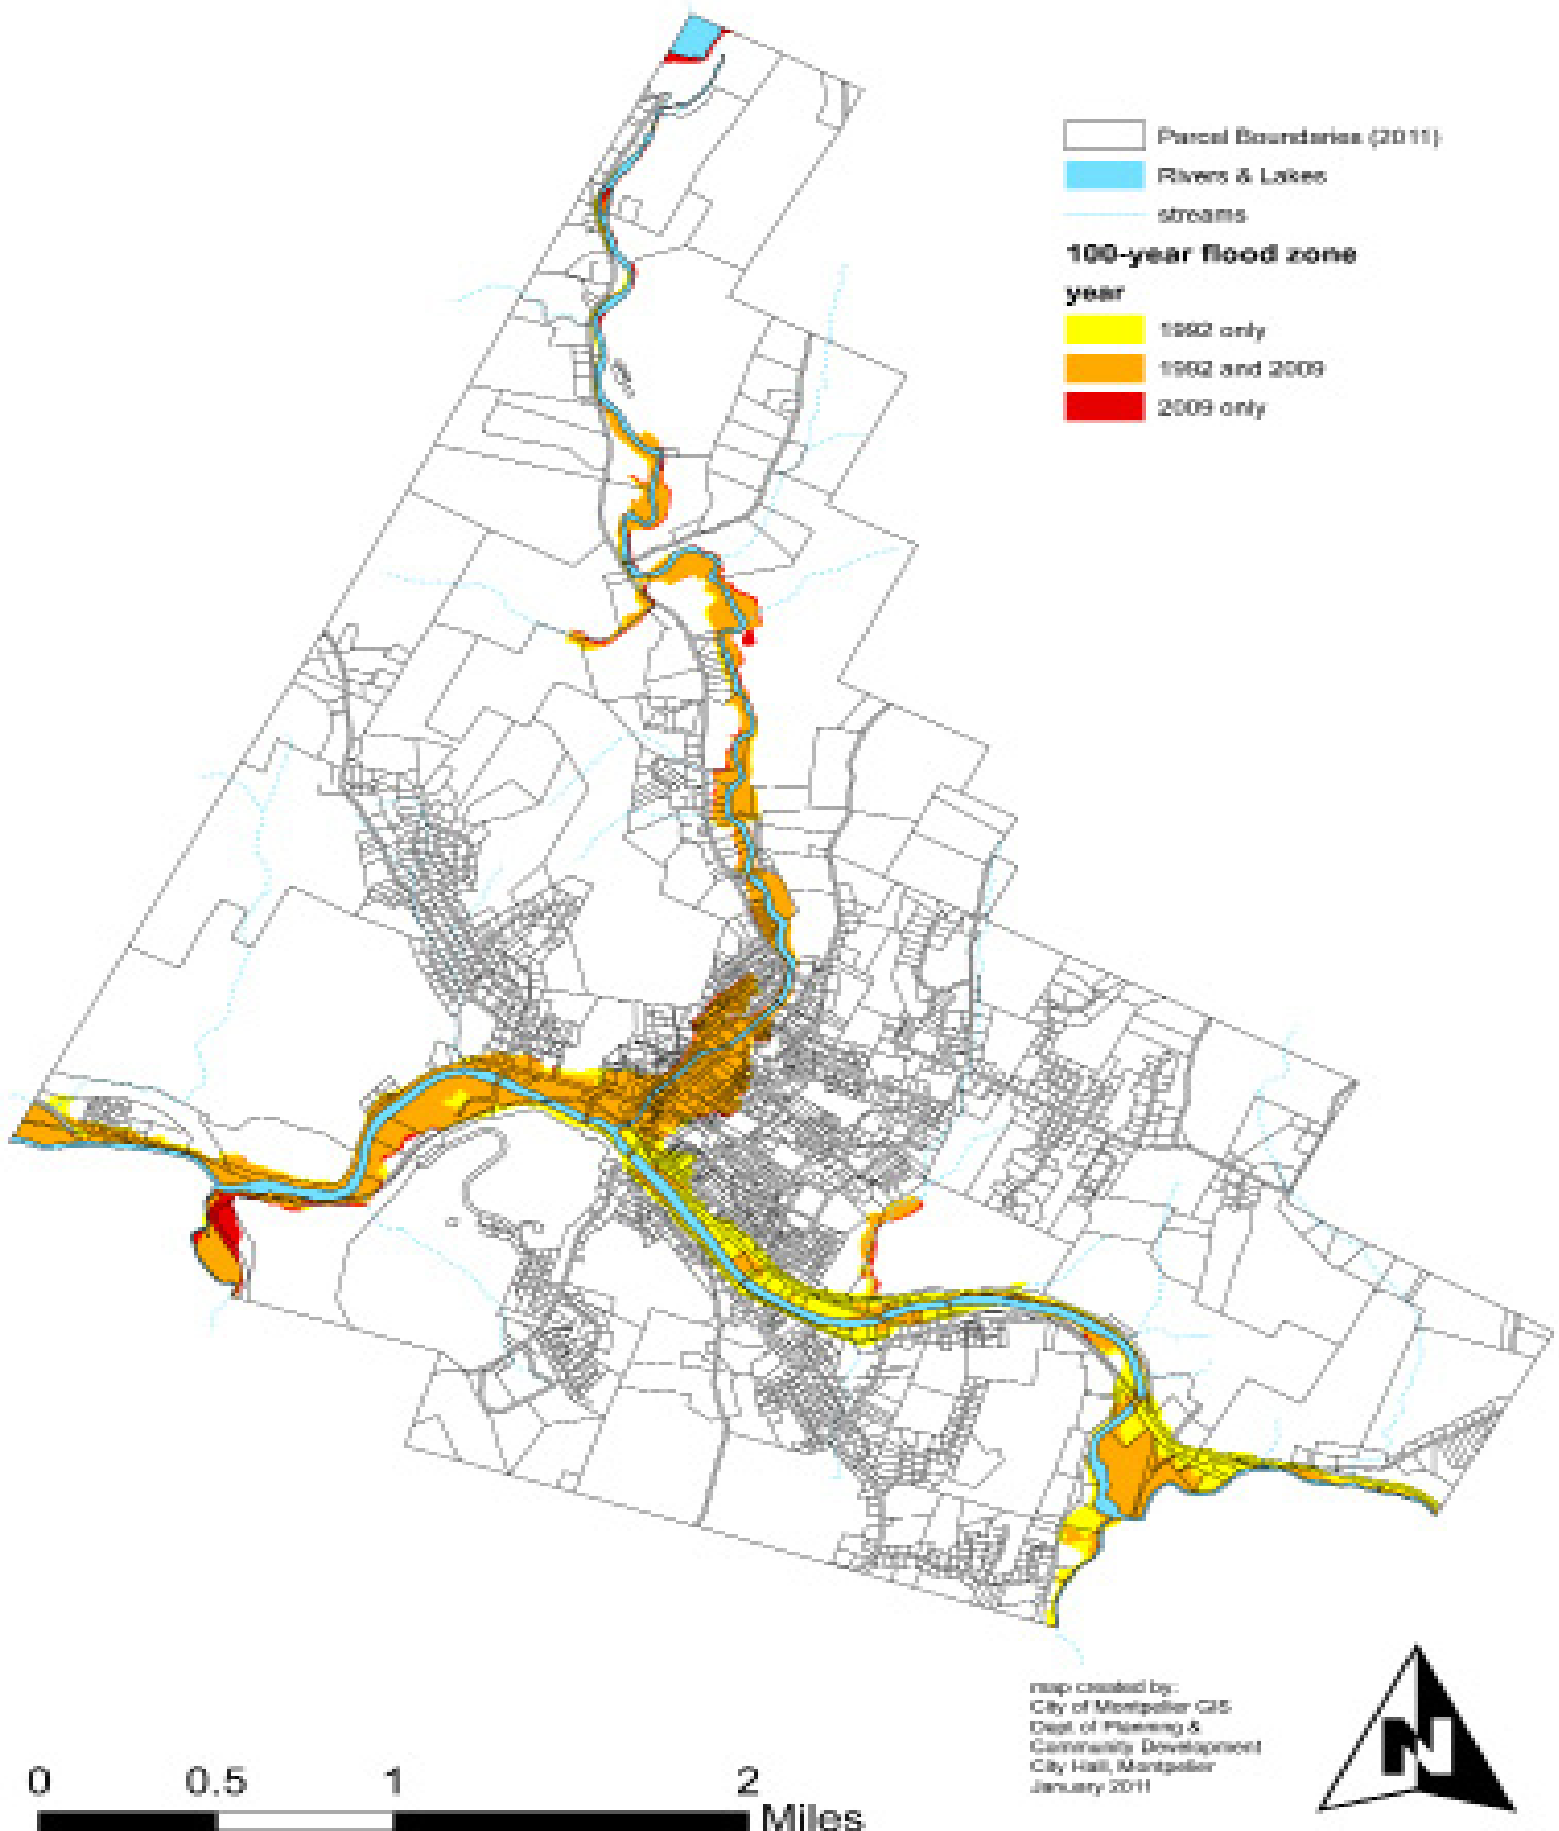 Parcel Boundaries (2011)
Rivers & Lakes
streams
100-year flood zone
year
1992 only
1992 and 2009
2009 only
map created by:
City of Montpelier GIS
Dept. of Planning &
Community Development
City Hall, Montpelier
January 2011
N
0 0.5 1 2
Miles